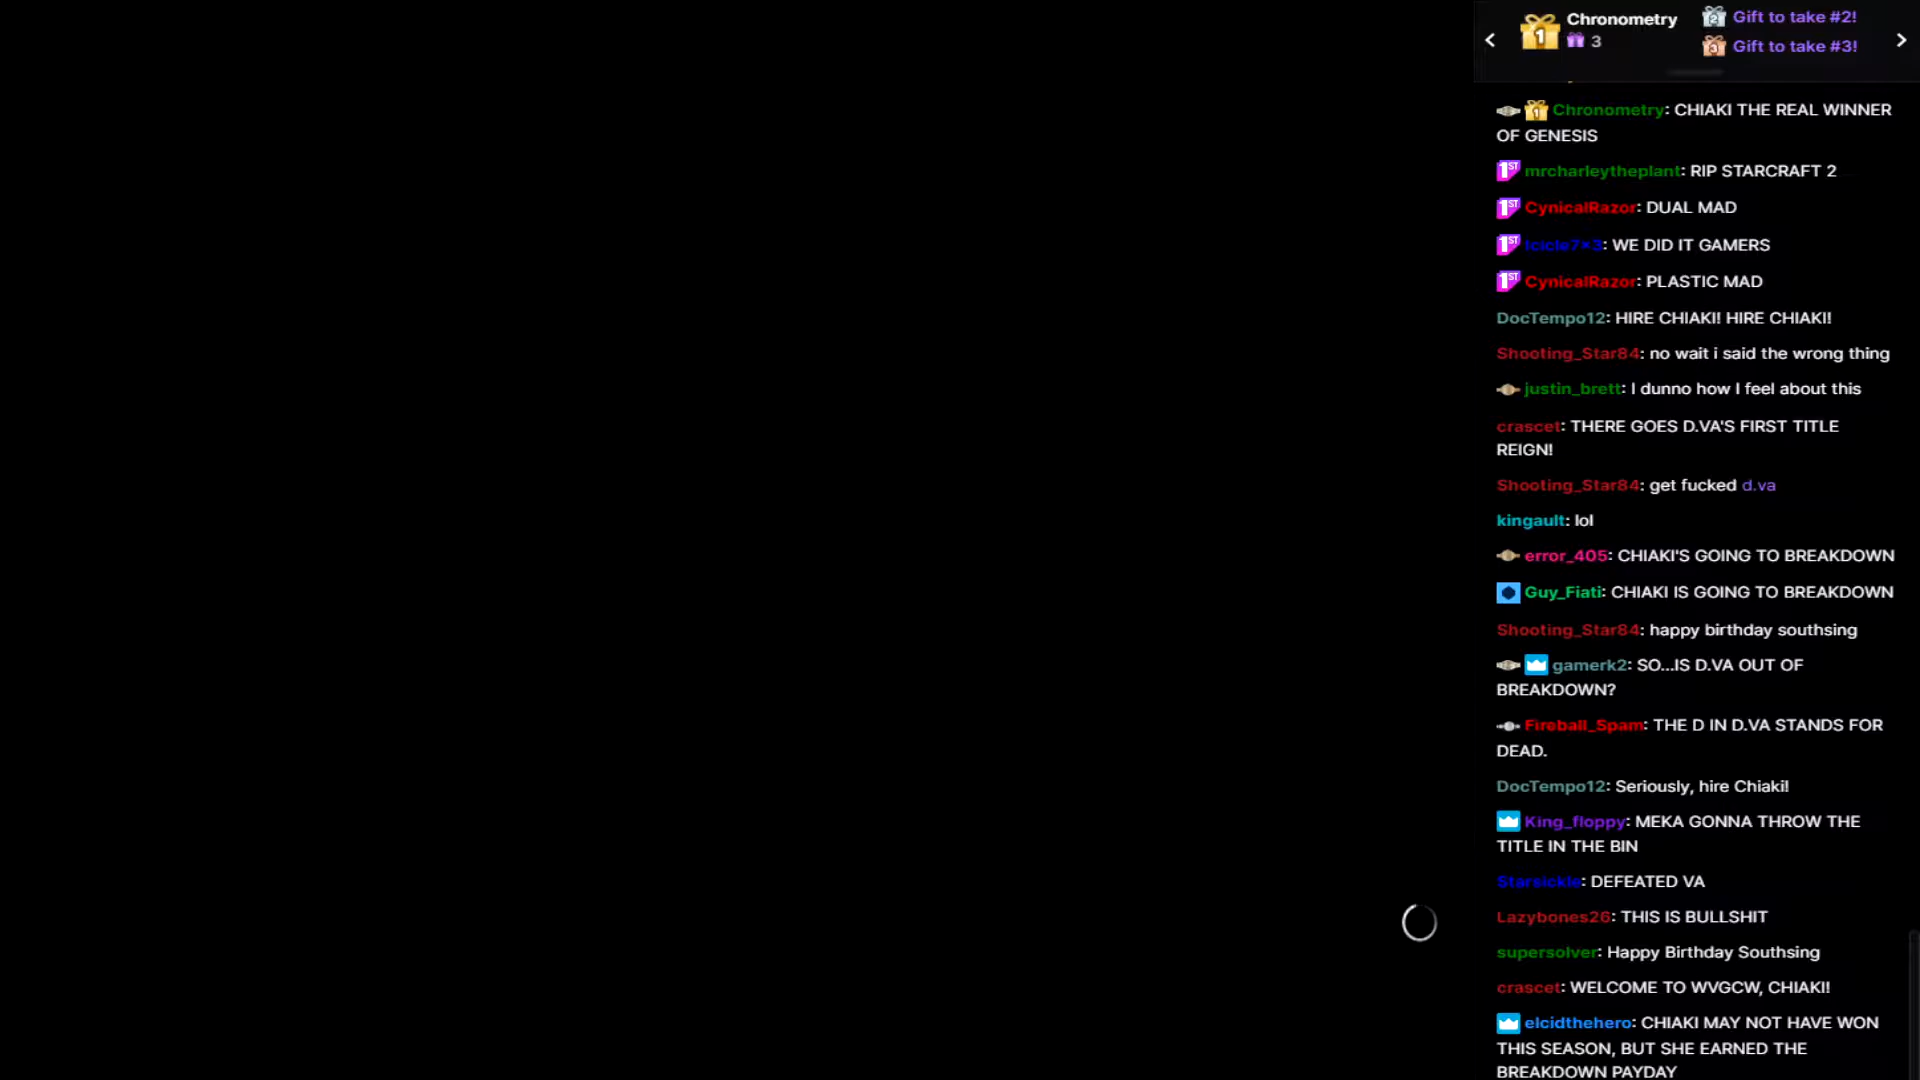 Chronometry
3
Gift to take #2!
Gift to take #3!
Chronometry: CHIAKI THE REAL WINNER
OF GENESIS
mrcharleytheplant: RIP STARCRAFT 2
CynicalRazor: DUAL MAD
Icicle7x3: WE DID IT GAMERS
CynicalRazor: PLASTIC MAD
DocTempo12: HIRE CHIAKI! HIRE CHIAKI!
Shooting_Star84: no wait i said the wrong thing
justin_brett: I dunno how I feel about this
crascet: THERE GOES D.VA'S FIRST TITLE
REIGN!
Shooting_Star84: get fucked d.va
kingault: lol
error_405: CHIAKI'S GOING TO BREAKDOWN
Guy_Fiati: CHIAKI IS GOING TO BREAKDOWN
Shooting_Star84: happy birthday southsing
gamerk2: SO...IS D.VA OUT OF
BREAKDOWN?
Fireball_Spam: THE D IN D.VA STANDS FOR
DEAD.
DocTempo12: Seriously, hire Chiaki!
King_floppy: MEKA GONNA THROW THE
TITLE IN THE BIN
Starsickle: DEFEATED VA
Lazybones26: THIS IS BULLSHIT
supersolver: Happy Birthday Southsing
crascet: WELCOME TO WVGCW, CHIAKI!
elcidthehero: CHIAKI MAY NOT HAVE WON
THIS SEASON, BUT SHE EARNED THE
BREAKDOWN PAYDAY